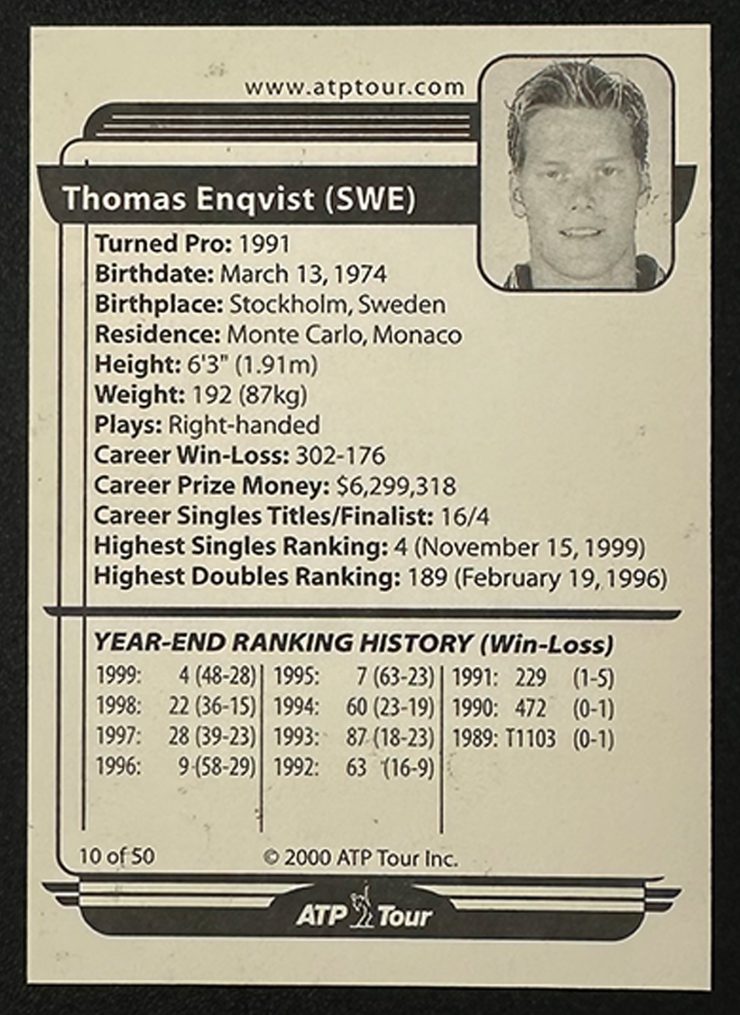 www.atptour.com
Thomas Enqvist (SWE)
Turned Pro: 1991
Birthdate: March 13, 1974
Birthplace: Stockholm, Sweden
Residence: Monte Carlo, Monaco
Height: 6'3" (1.91m)
Weight: 192 (87kg)
Plays: Right-handed
Career Win-Loss: 302-176
Career Prize Money: $6,299,318
Career Singles Titles/Finalist: 16/4
Highest Singles Ranking: 4 (November 15, 1999)
Highest Doubles Ranking: 189 (February 19, 1996)
YEAR-END RANKING HISTORY (Win-Loss)
1999: 4 (48-28) 1995: 7 (63-23) 1991: 229 (1-5)
1998: 22 (36-15) 1994: 60 (23-19) 1990: 472 (0-1)
1997: 28 (39-23) 1993: 87 (18-23) 1989: T1103 (0-1)
1996: 9 (58-29) 1992: 63 (16-9)
10 of 50 © 2000 ATP Tour Inc.
ATP Tour